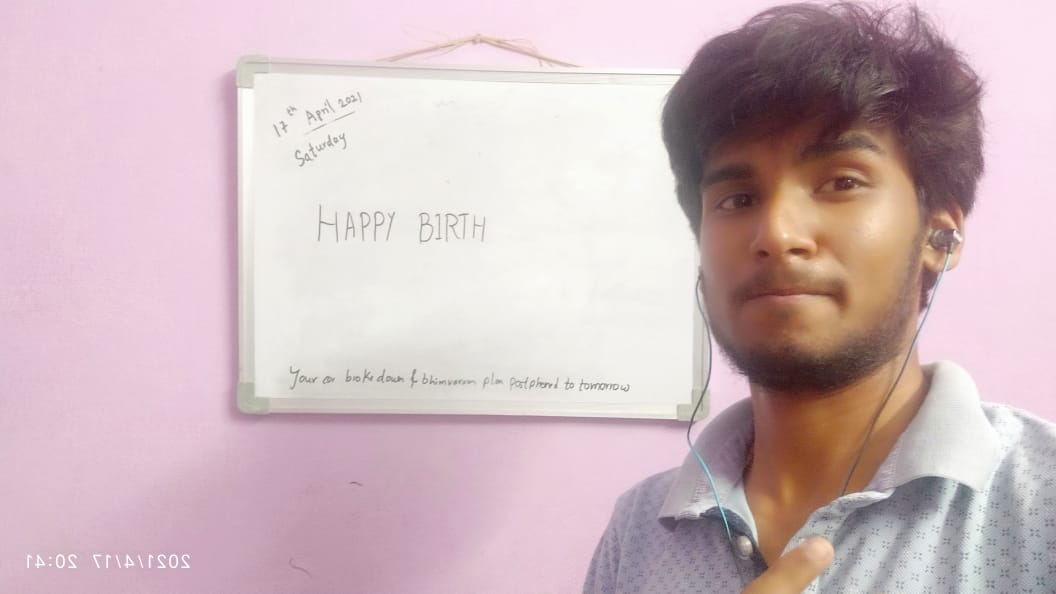 17th April 2021
Saturday
HAPPY BIRTH
Your car broke down & bhimvaram plan postphoned to tomorrow
2021/4/17 20:41